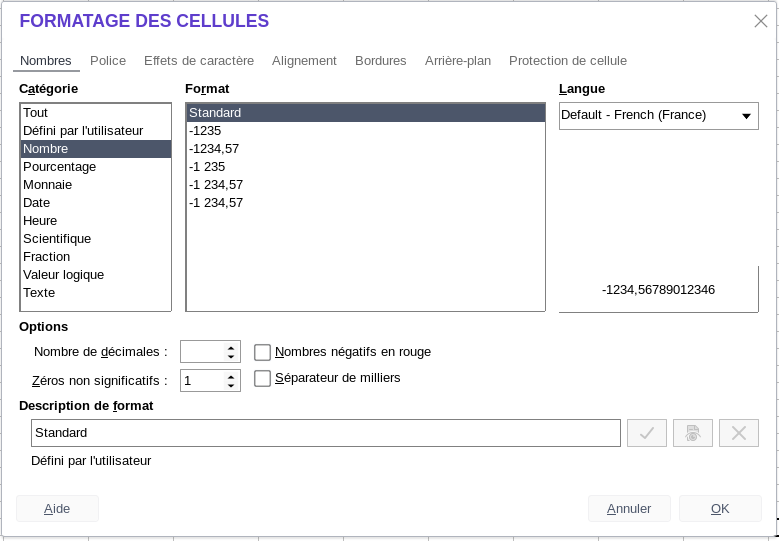 FORMATAGE DES CELLULES
Nombres Police Effets de caractère Alignement Bordures Arrière-plan Protection de cellule
Catégorie
Tout
Défini par l'utilisateur
Nombre
Pourcentage
Monnaie
Date
Heure
Scientifique
Fraction
Valeur logique
Texte
Format
Standard
-1235
-1234,57
-1 235
-1 234,57
-1 234,57
Langue
Default - French (France)
-1234,56789012346
Options
Nombre de décimales :
Nombres négatifs en rouge
Zéros non significatifs : 1
Séparateur de milliers
Description de format
Standard
Défini par l'utilisateur
Aide Annuler OK